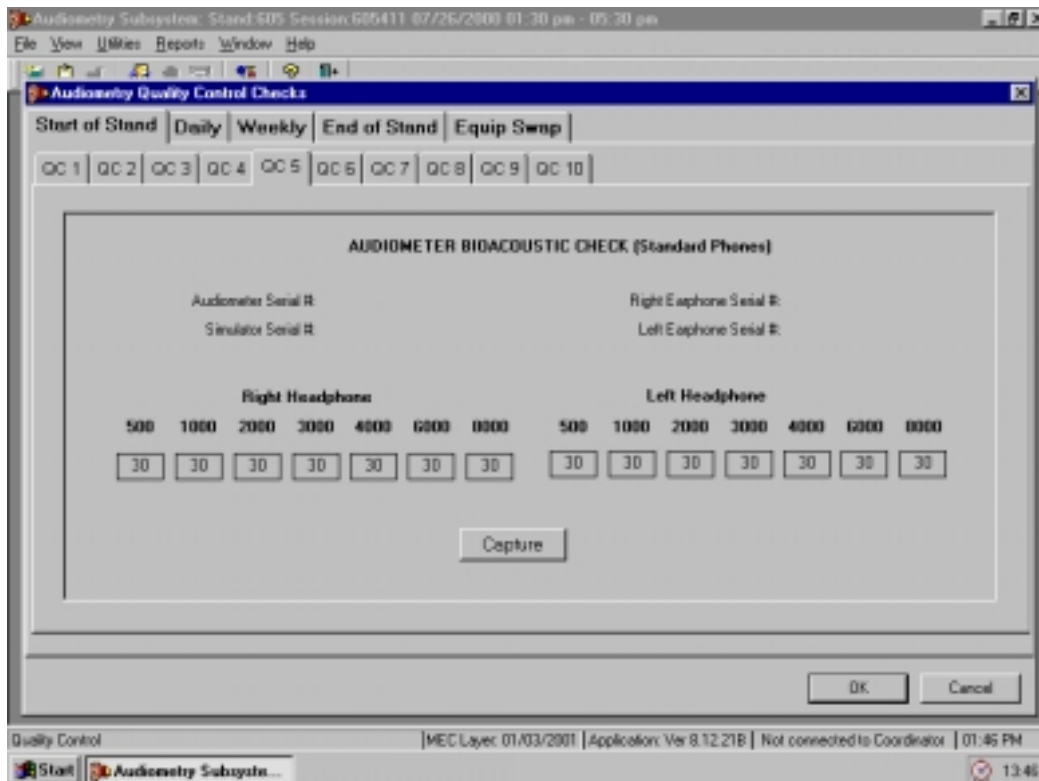 Audiometry Subsystem: Stand:605 Session:605411 07/26/2000 01:30 pm - 05:30 pm
File View Utilities Reports Window Help
Audiometry Quality Control Checks
Start of Stand Daily Weekly End of Stand Equip Swap
QC 1 QC 2 QC 3 QC 4 QC 5 QC 6 QC 7 QC 8 QC 9 QC 10
AUDIOMETER BIOACOUSTIC CHECK (Standard Phones)
Audiometer Serial #: Right Earphone Serial #:
Simulator Serial #: Left Earphone Serial #:
Right Headphone Left Headphone
500 1000 2000 3000 4000 6000 8000 500 1000 2000 3000 4000 6000 8000
30 30 30 30 30 30 30 30 30 30 30 30 30 30
Capture
OK Cancel
Quality Control MEC Layer: 01/03/2001 Application: Ver 8.12.21B Not connected to Coordinator 01:46 PM
Start Audiometry Subsyste... 13:46